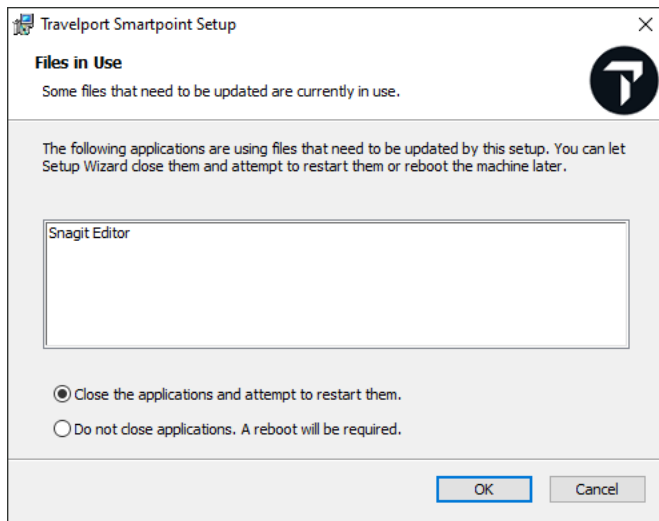 Travelport Smartpoint Setup
Files in Use
Some files that need to be updated are currently in use.
The following applications are using files that need to be updated by this setup. You can let
Setup Wizard close them and attempt to restart them or reboot the machine later.
Snagit Editor
Close the applications and attempt to restart them.
Do not close applications. A reboot will be required.
OK
Cancel